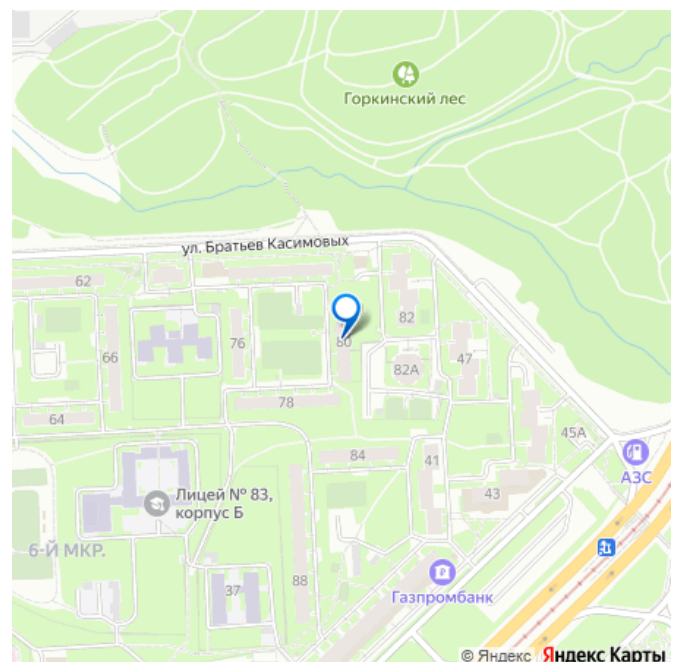 Горкинский лес
ул. Братьев Касимовых
62
82
80
76
66
47
82А
78
64
45А
АЗС
84
41
43
Лицей № 83,
корпус Б
6-Й МКР.
88
37
Газпромбанк
© Яндекс Яндекс Карты